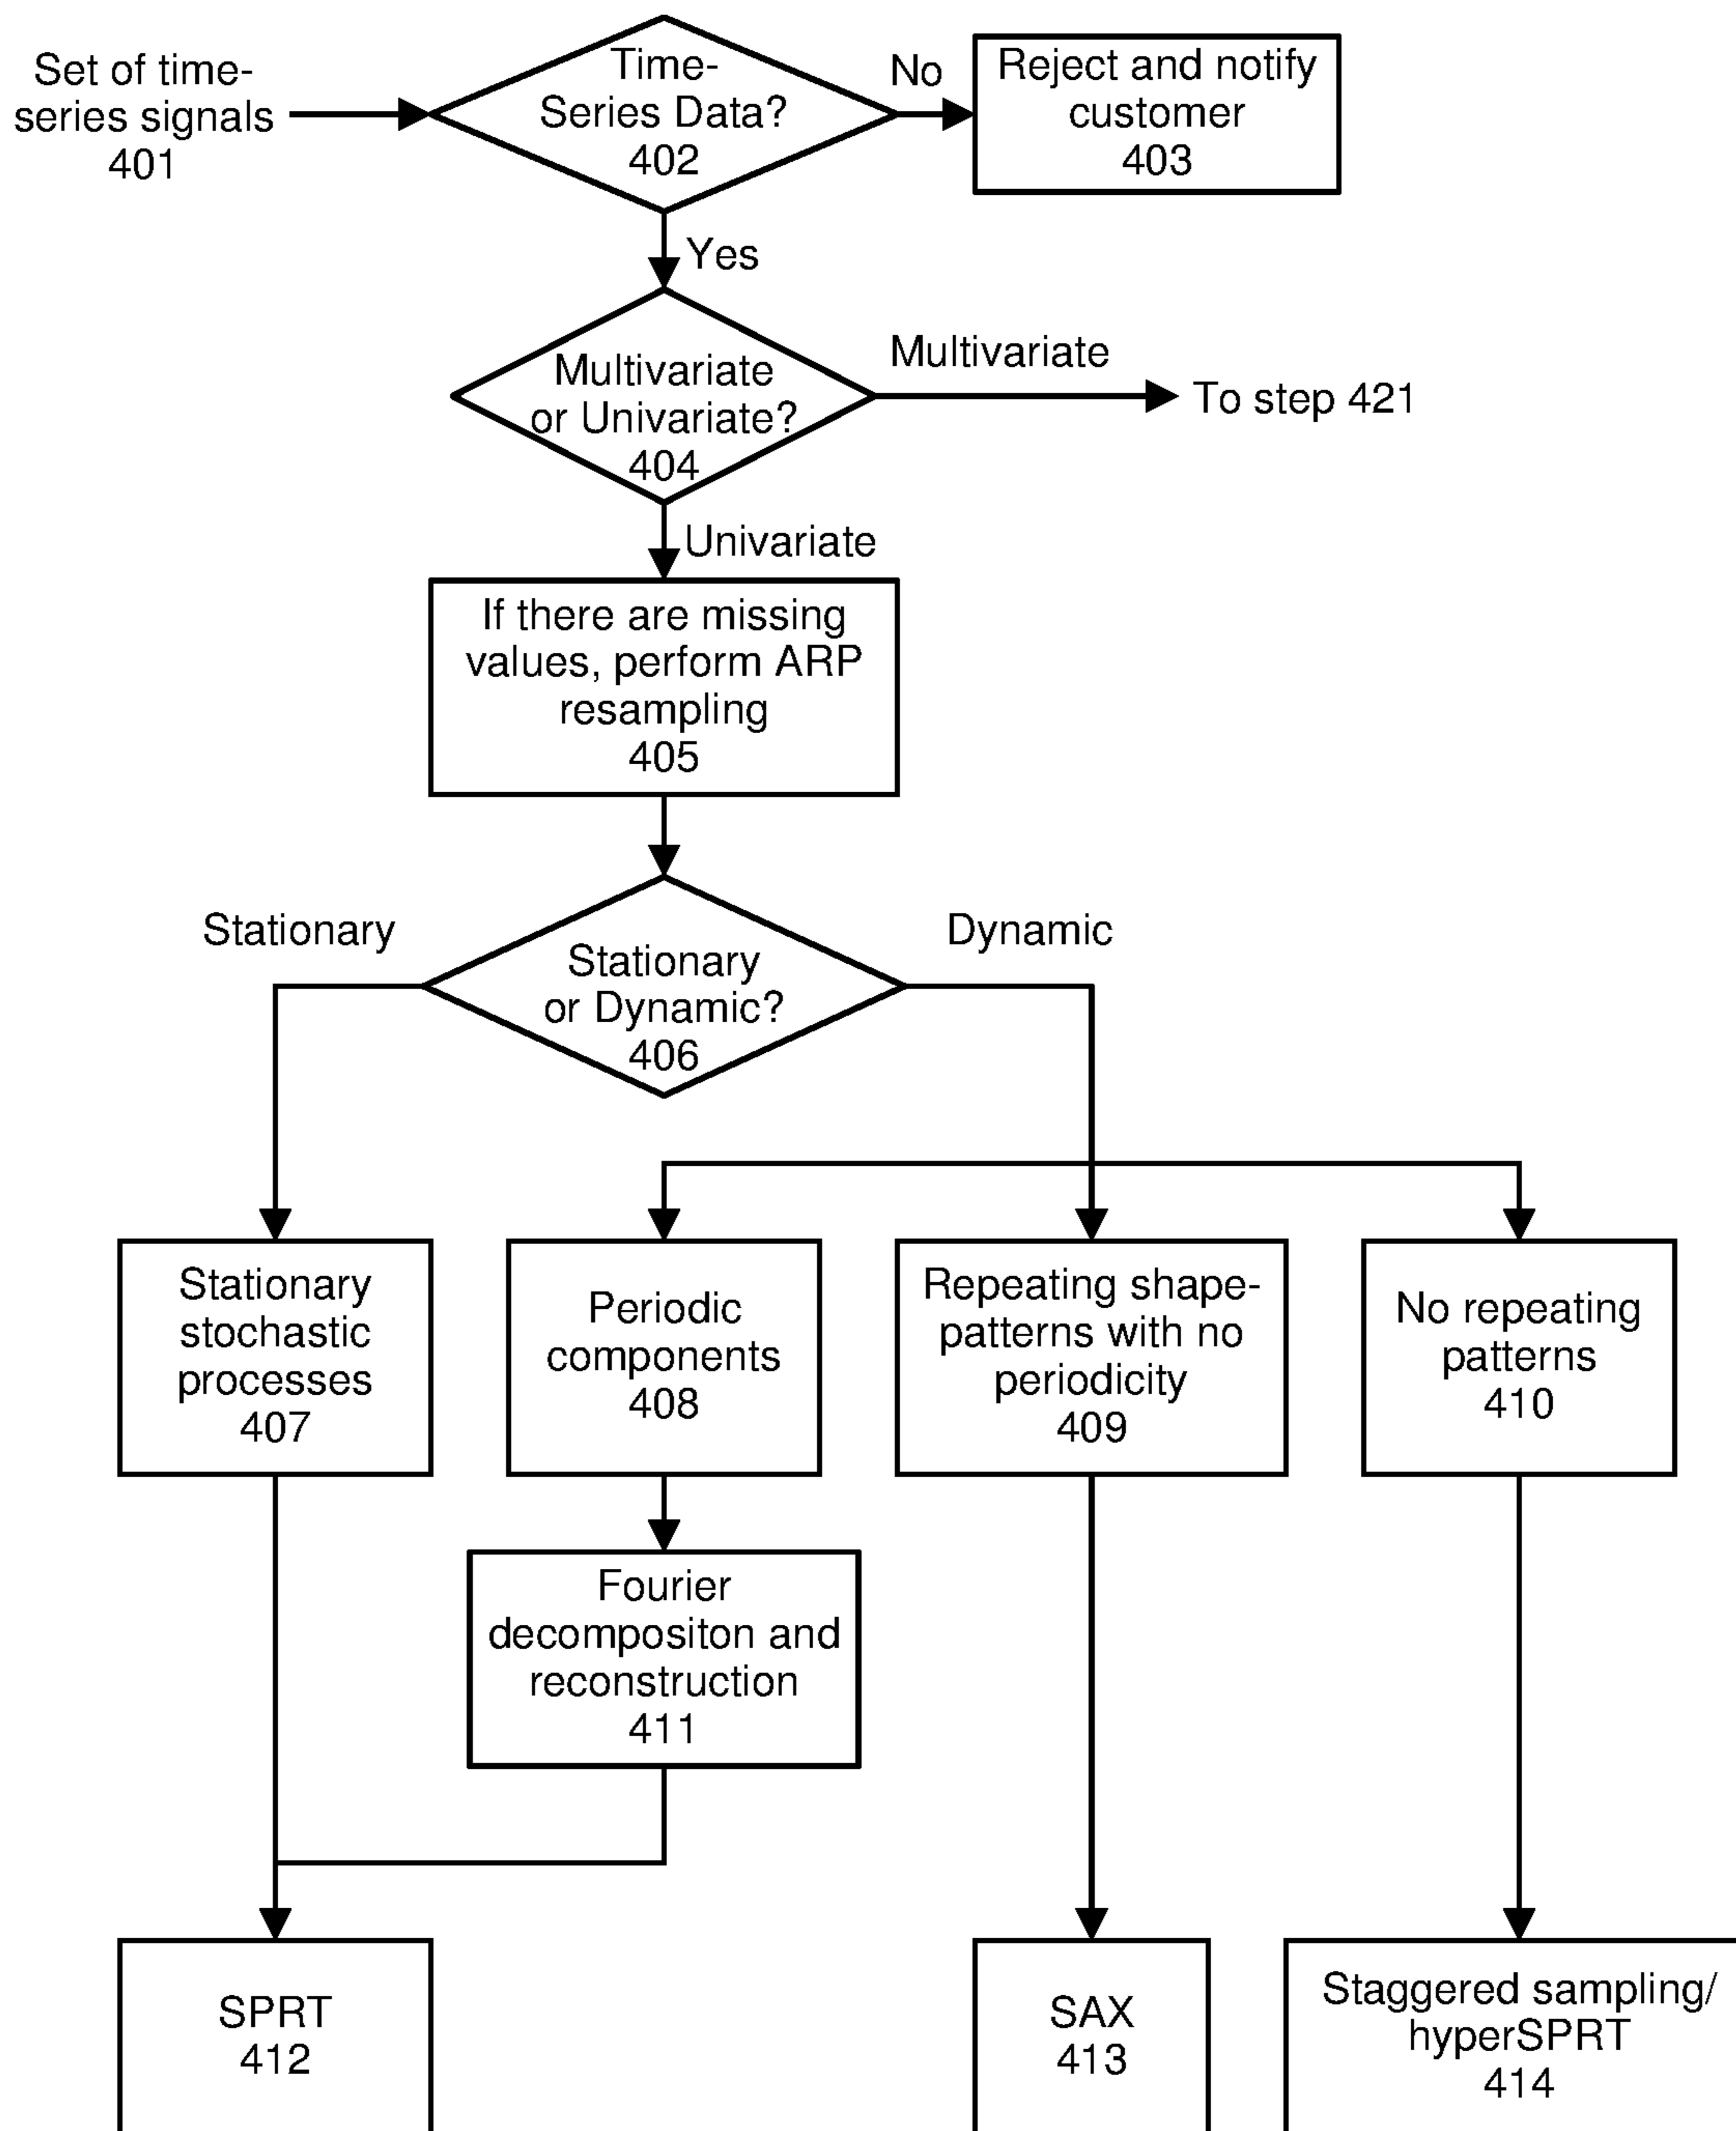 Set of time-
series signals
401
Time-
Series Data?
402
No
Reject and notify
customer
403
Yes
Multivariate
or Univariate?
404
Multivariate
To step 421
Univariate
If there are missing
values, perform ARP
resampling
405
Stationary
Stationary
or Dynamic?
406
Dynamic
Stationary
stochastic
processes
407
Periodic
components
408
Repeating shape-
patterns with no
periodicity
409
No repeating
patterns
410
Fourier
decompositon and
reconstruction
411
SPRT
412
SAX
413
Staggered sampling/
hyperSPRT
414